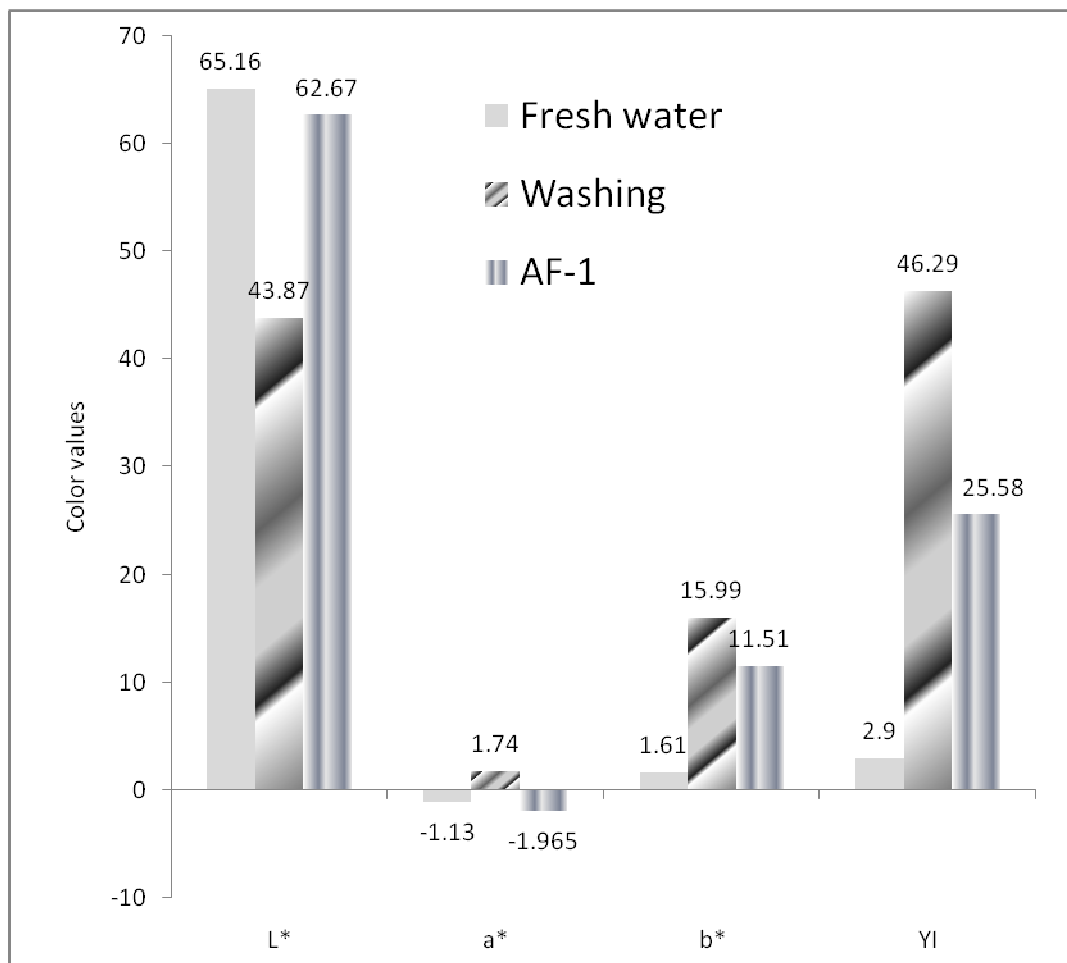 70
60
50
40
30
20
10
0
-10
Color values
65.16
43.87
62.67
Fresh water
Washing
AF-1
-1.13
1.74
-1.965
1.61
15.99
11.51
2.9
46.29
25.58
L*
a*
b*
YI